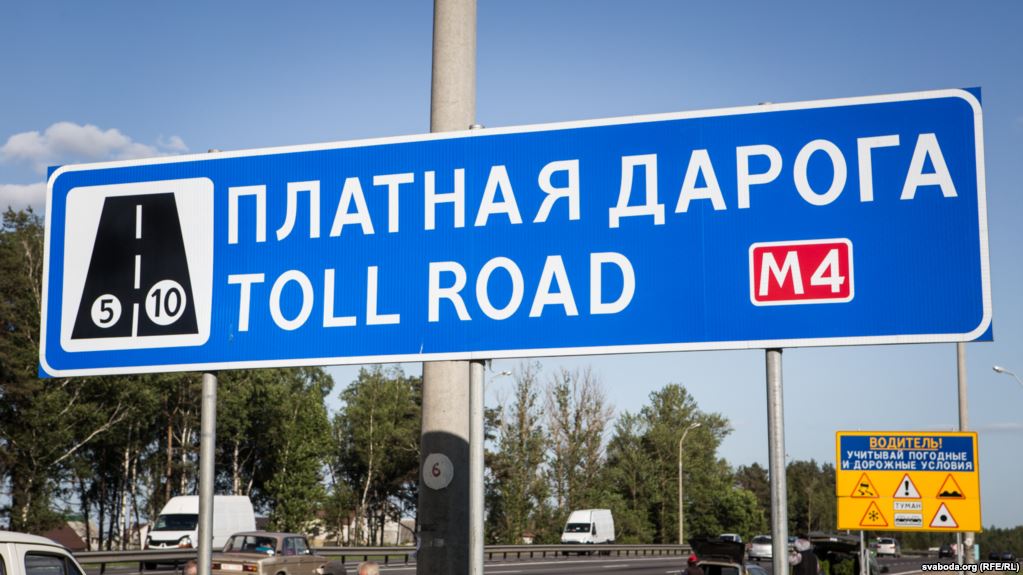 ПЛАТНАЯ ДАРОГА
TOLL ROAD
M4
5
10
6
ВОДИТЕЛЬ!
УЧИТЫВАЙ ПОГОДНЫЕ
И ДОРОЖНЫЕ УСЛОВИЯ
ТУМАН
svaboda.org (RFE/RL)